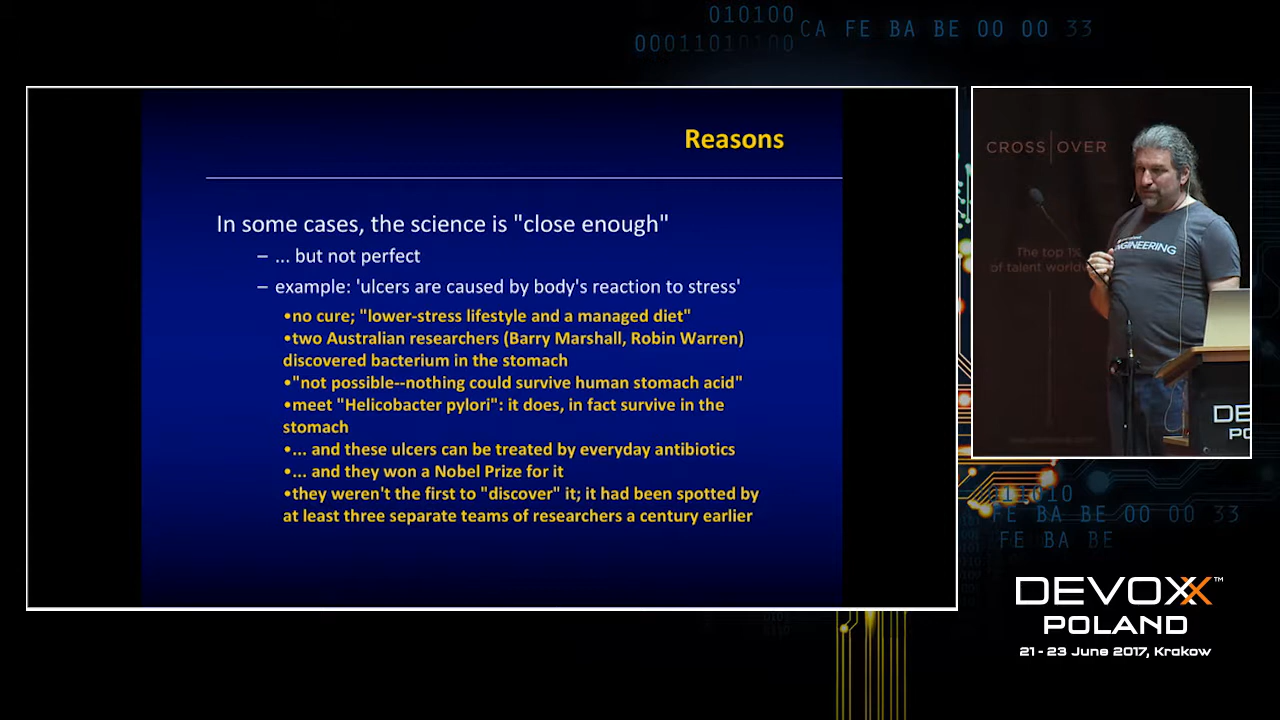 010100
00011010100
CA FE BA BE 00 00 33
Reasons
In some cases, the science is "close enough"
– ... but not perfect
– example: 'ulcers are caused by body's reaction to stress'
•no cure; "lower-stress lifestyle and a managed diet"
•two Australian researchers (Barry Marshall, Robin Warren)
discovered bacterium in the stomach
•"not possible--nothing could survive human stomach acid"
•meet "Helicobacter pylori": it does, in fact survive in the
stomach
•... and these ulcers can be treated by everyday antibiotics
•... and they won a Nobel Prize for it
•they weren't the first to "discover" it; it had been spotted by
at least three separate teams of researchers a century earlier
CROSS|OVER
The top 1%
of talent
GINEERING
DE
FE BA BE 00 00 33
FE BA BE
DEVOXX™
POLAND
21 - 23 June 2017, Krakow